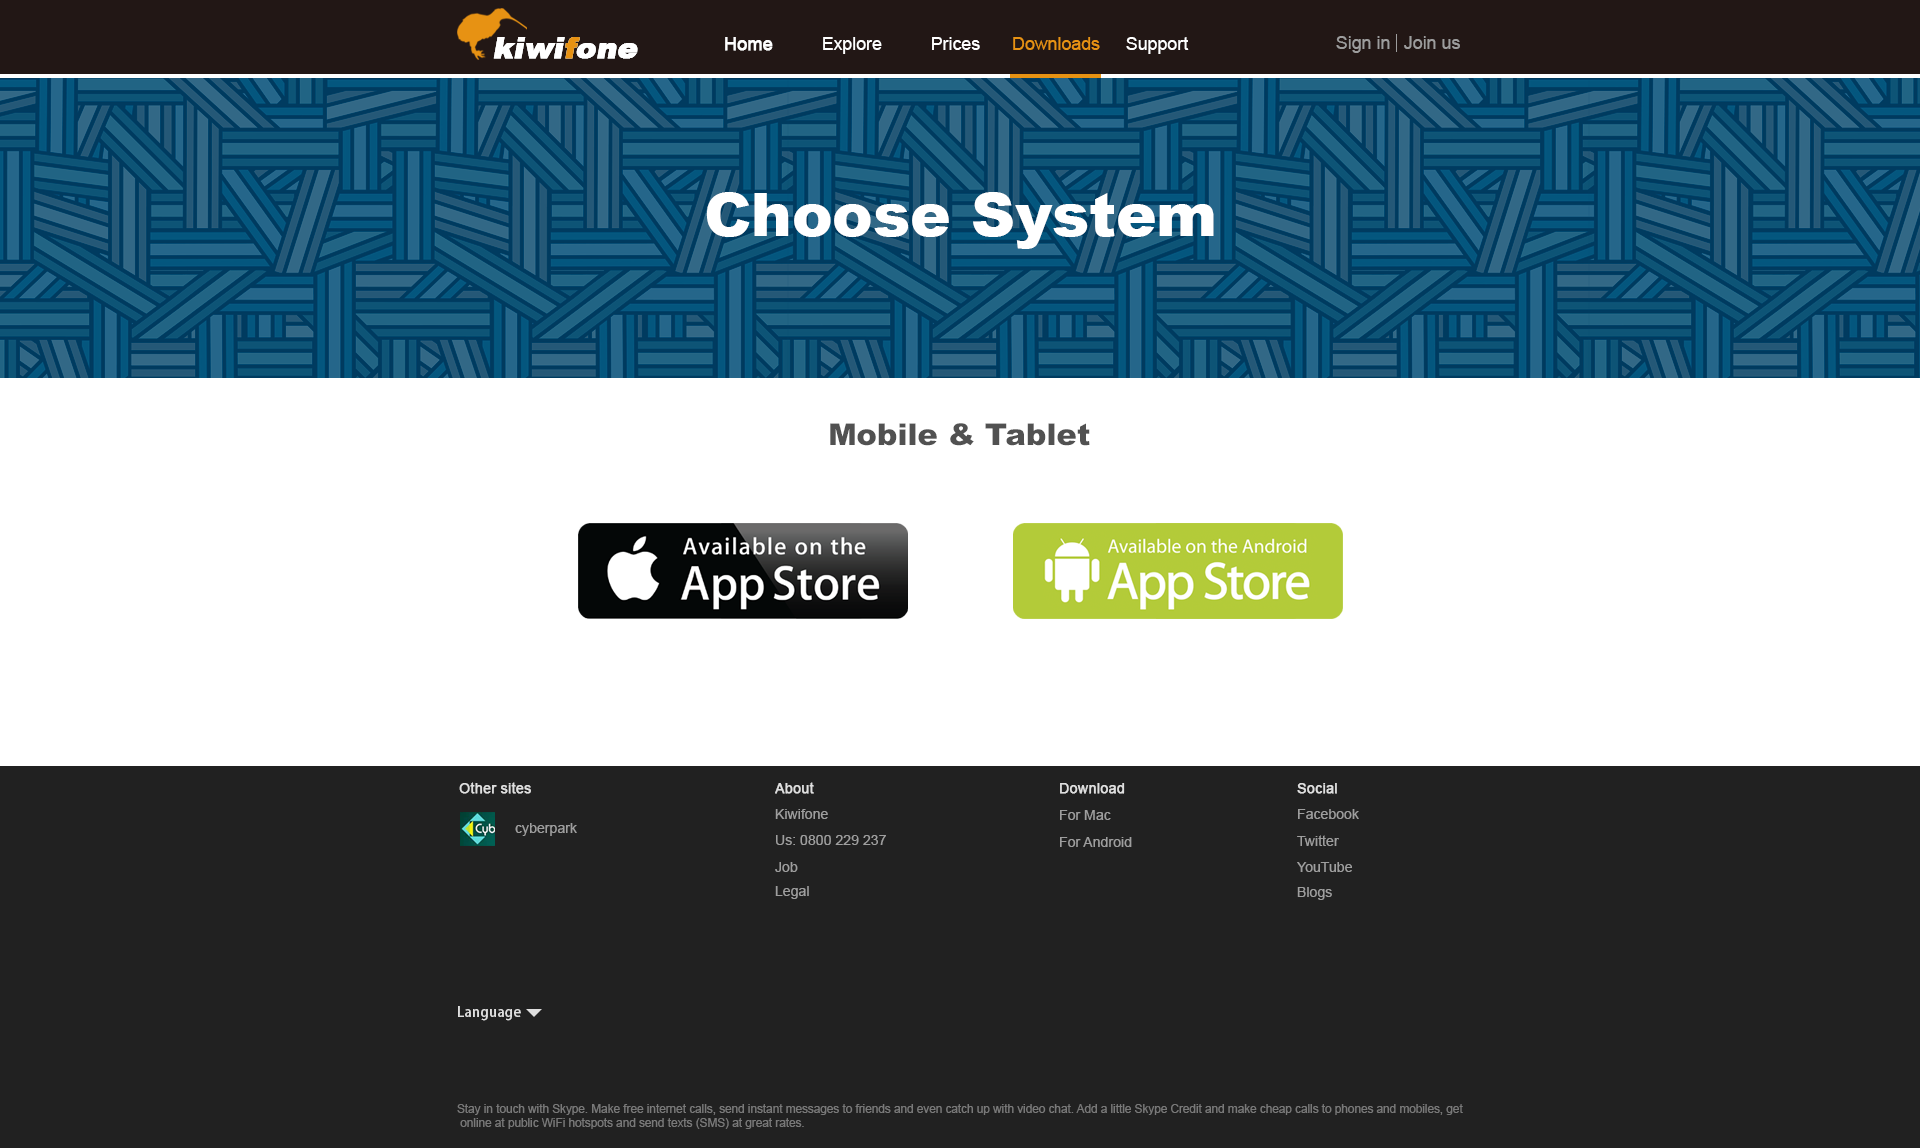 kiwifone
Home Explore Prices Downloads Support
Sign in Join us
Choose System
Mobile & Tablet
Available on the
App Store
Available on the Android
App Store
Other sites
Cyb cyberpark
About
Kiwifone
Us: 0800 229 237
Job
Legal
Download
For Mac
For Android
Social
Facebook
Twitter
YouTube
Blogs
Language
Stay in touch with Skype. Make free internet calls, send instant messages to friends and even catch up with video chat. Add a little Skype Credit and make cheap calls to phones and mobiles, get
online at public WiFi hotspots and send texts (SMS) at great rates.